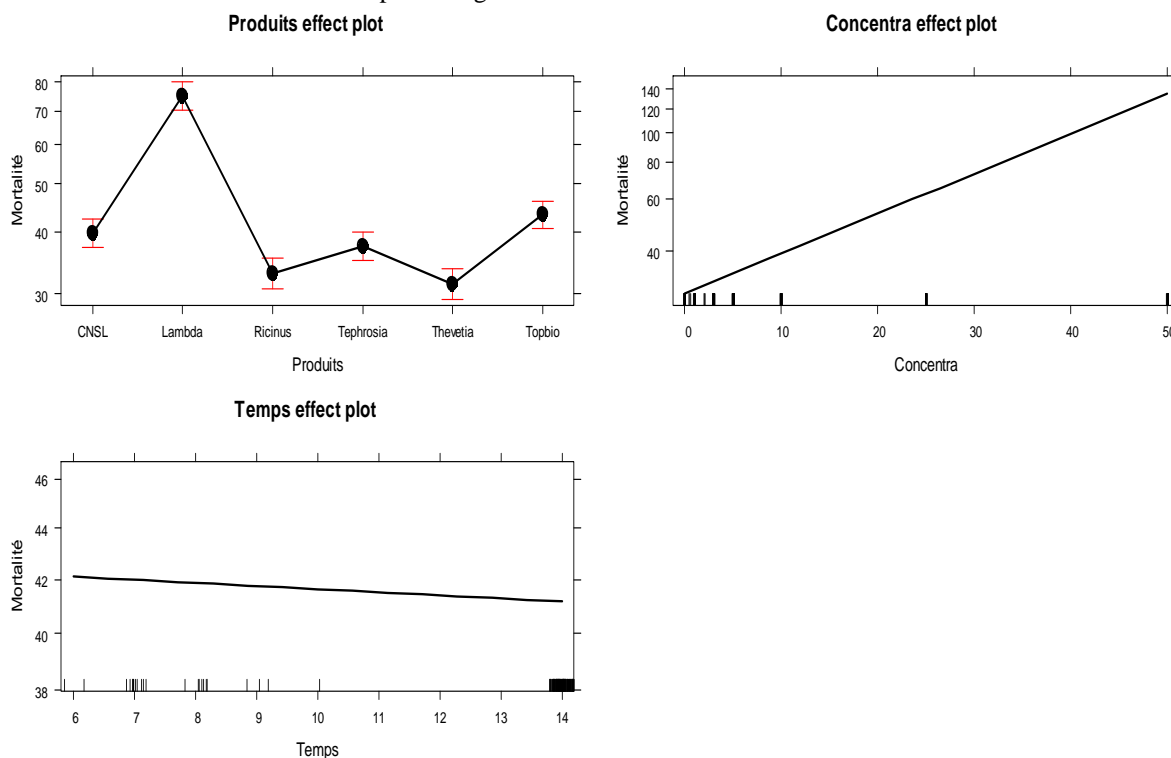 Produits effect plot
Mortalité
80
70
60
50
40
30
CNSL Lambda Ricinus Tephrosia Thevetia Topbio
Produits
Concentra effect plot
Mortalité
140
120
100
80
60
40
0 10 20 30 40 50
Concentra
Temps effect plot
Mortalité
46
44
42
40
38
6 7 8 9 10 11 12 13 14
Temps